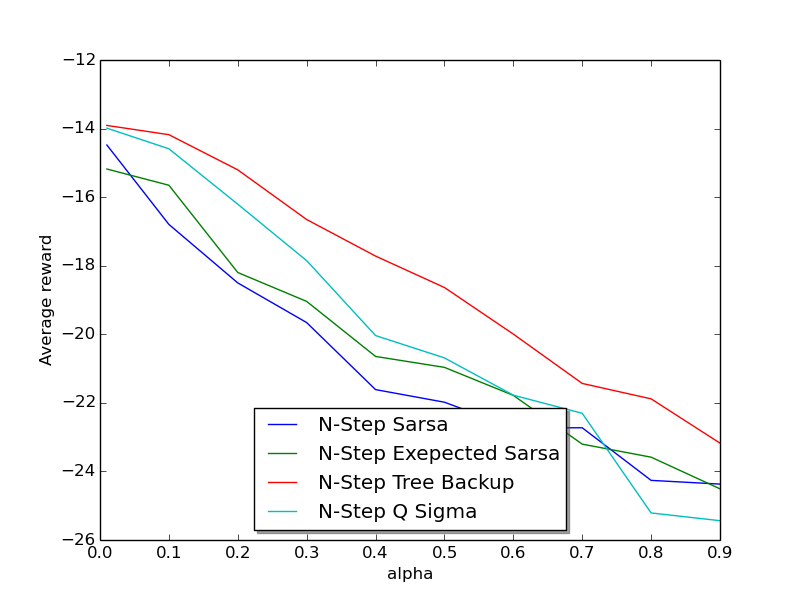 −12
−14
−16
−18
−20
−22
−24
−26
Average reward
N-Step Sarsa
N-Step Exepected Sarsa
N-Step Tree Backup
N-Step Q Sigma
0.0 0.1 0.2 0.3 0.4 0.5 0.6 0.7 0.8 0.9
alpha